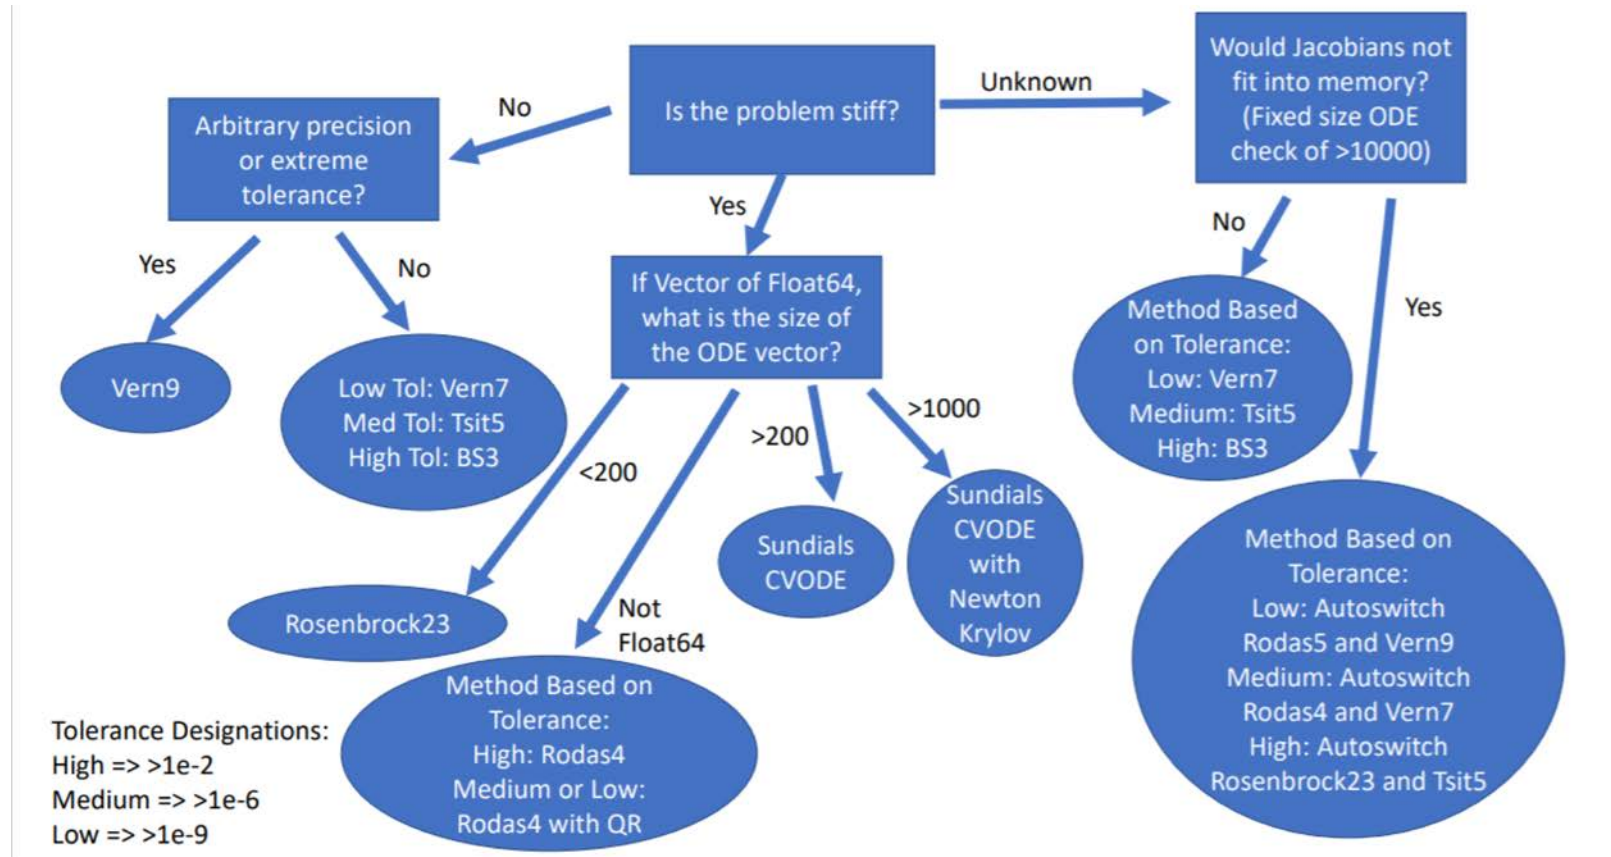 Is the problem stiff?
No
Unknown
Yes
Arbitrary precision
or extreme
tolerance?
Yes
No
Vern9
Low Tol: Vern7
Med Tol: Tsit5
High Tol: BS3
If Vector of Float64,
what is the size of
the ODE vector?
<200
Not
Float64
>200
>1000
Rosenbrock23
Method Based on
Tolerance:
High: Rodas4
Medium or Low:
Rodas4 with QR
Sundials
CVODE
Sundials
CVODE
with
Newton
Krylov
Would Jacobians not
fit into memory?
(Fixed size ODE
check of >10000)
No
Yes
Method Based
on Tolerance:
Low: Vern7
Medium: Tsit5
High: BS3
Method Based on
Tolerance:
Low: Autoswitch
Rodas5 and Vern9
Medium: Autoswitch
Rodas4 and Vern7
High: Autoswitch
Rosenbrock23 and Tsit5
Tolerance Designations:
High => >1e-2
Medium => >1e-6
Low => >1e-9